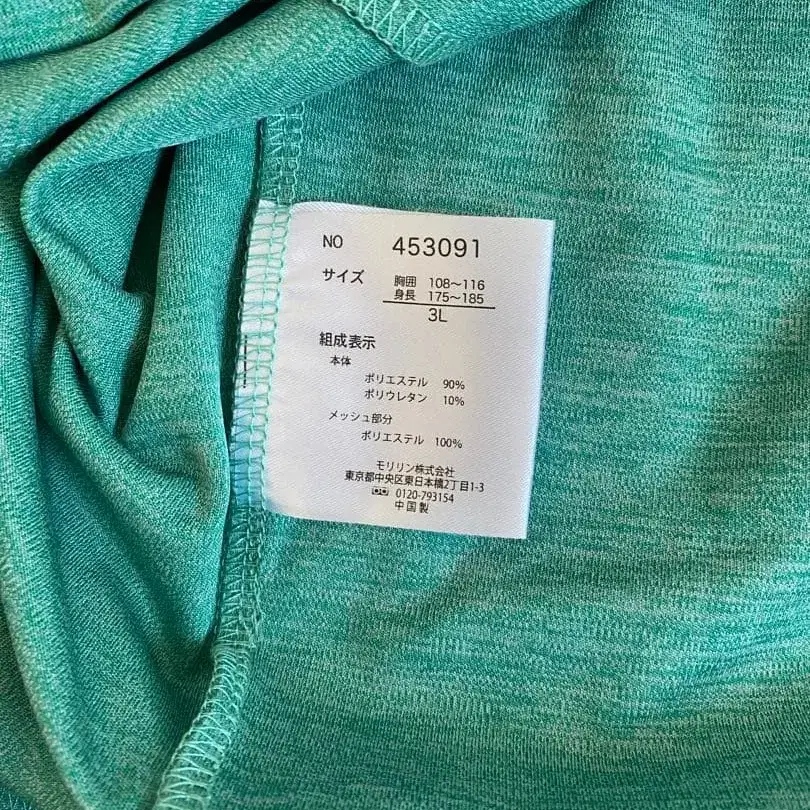 NO 453091
サイズ 胸囲 108～116
身長 175～185
3L
組成表示
本体
ポリエステル 90%
ポリウレタン 10%
メッシュ部分
ポリエステル 100%
モリリン株式会社
東京都中央区東日本橋2丁目1-3
0120-793154
中国製